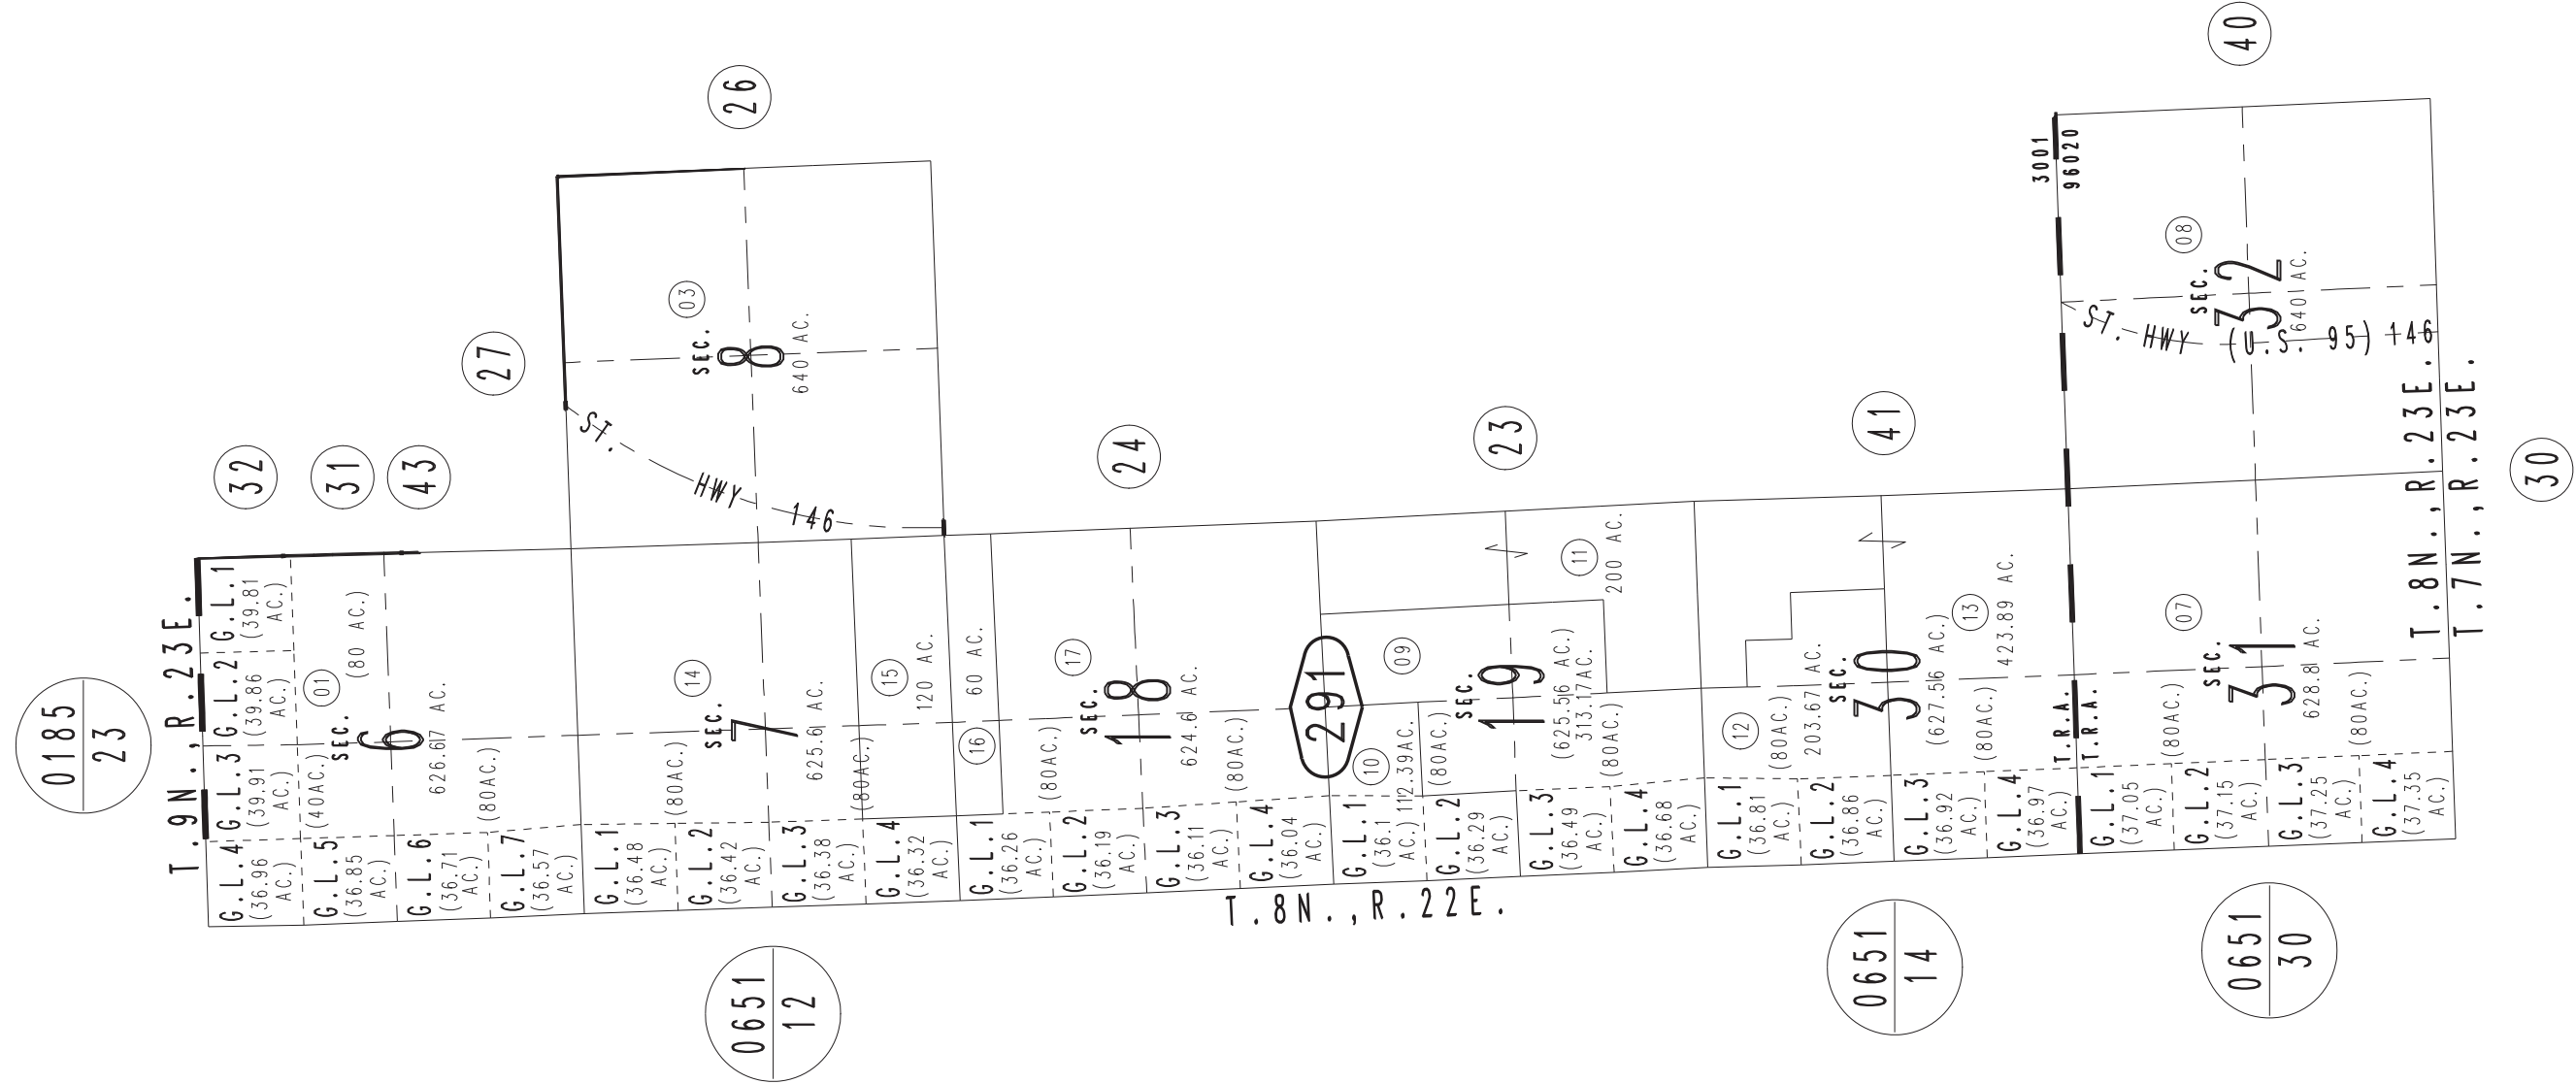 0185
23
T.9N.,R.23E.
32
31
43
27
26
24
23
41
40
30
G.L.4
(36.96
AC.)
G.L.3
(39.91
AC.)
G.L.2
(39.86
AC.)
G.L.1
(39.81
AC.)
G.L.5
(36.85
AC.)
(40AC.)
01
(80 AC.)
SEC.
6
626.67 AC.
G.L.6
(36.71
AC.)
(80AC.)
G.L.7
(36.57
AC.)
03
SEC.
8
640 AC.
ST. HWY 146
G.L.1
(36.48
AC.)
(80AC.)
14
SEC.
7
625.6 AC.
G.L.2
(36.42
AC.)
G.L.3
(36.38
AC.)
(80AC.)
15
120 AC.
G.L.4
(36.32
AC.)
16
60 AC.
G.L.1
(36.26
AC.)
(80AC.)
17
SEC.
18
624.6 AC.
G.L.2
(36.19
AC.)
G.L.3
(36.11
AC.)
(80AC.)
G.L.4
(36.04
AC.)
291
G.L.1
(36.1
AC.)
10
112.39AC.
(80AC.)
09
SEC.
19
(625.56 AC.)
313.17AC.
11
200 AC.
G.L.2
(36.29
AC.)
G.L.3
(36.49
AC.)
(80AC.)
G.L.4
(36.68
AC.)
G.L.1
(36.81
AC.)
12
(80AC.)
203.67 AC.
SEC.
30
(627.56 AC.)
13
423.89 AC.
G.L.2
(36.86
AC.)
G.L.3
(36.92
AC.)
(80AC.)
G.L.4
(36.97
AC.)
T.R.A.
T.R.A.
3001
96020
G.L.1
(37.05
AC.)
(80AC.)
07
SEC.
31
628.8 AC.
G.L.2
(37.15
AC.)
G.L.3
(37.25
AC.)
(80AC.)
G.L.4
(37.35
AC.)
08
SEC.
32
640 AC.
ST. HWY (U.S. 95) 146
T.8N.,R.23E.
T.7N.,R.23E.
T.8N.,R.22E.
0651
12
0651
14
0651
30